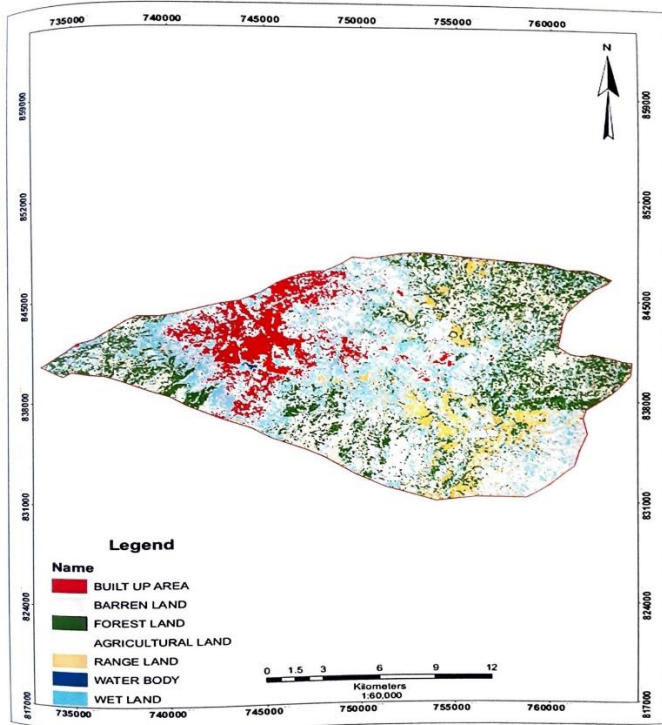 735000 740000 745000 750000 755000 760000
N
859000 859000
852000 852000
845000 845000
838000 838000
831000 831000
824000 824000
817000 817000
Legend
Name
BUILT UP AREA
BARREN LAND
FOREST LAND
AGRICULTURAL LAND
RANGE LAND
WATER BODY
WET LAND
0 1.5 3 6 9 12
Kilometers
1:60,000
735000 740000 745000 750000 755000 760000